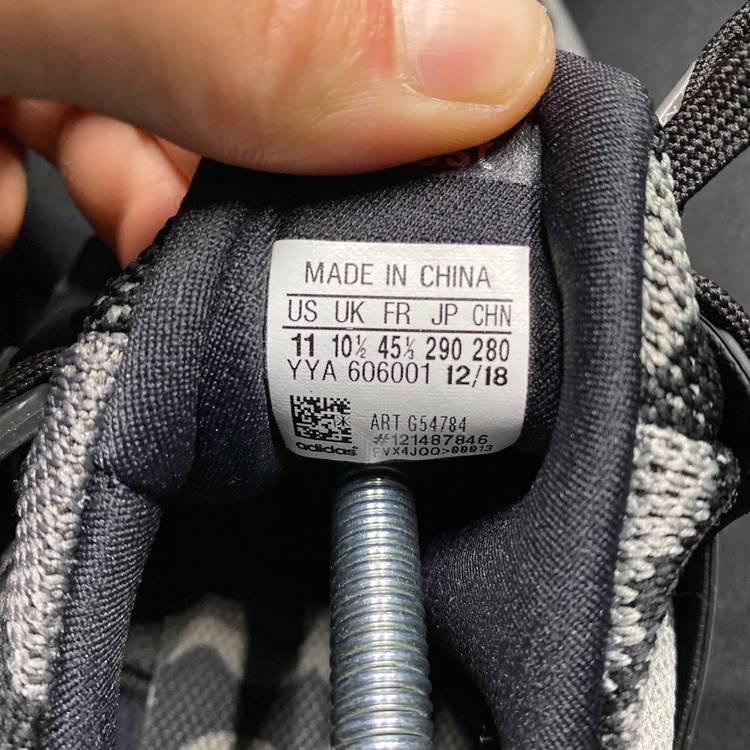 MADE IN CHINA
US UK FR JP CHN
11 10½ 45⅓ 290 280
YYA 606001 12/18
ART G54784
#121487846
adidas